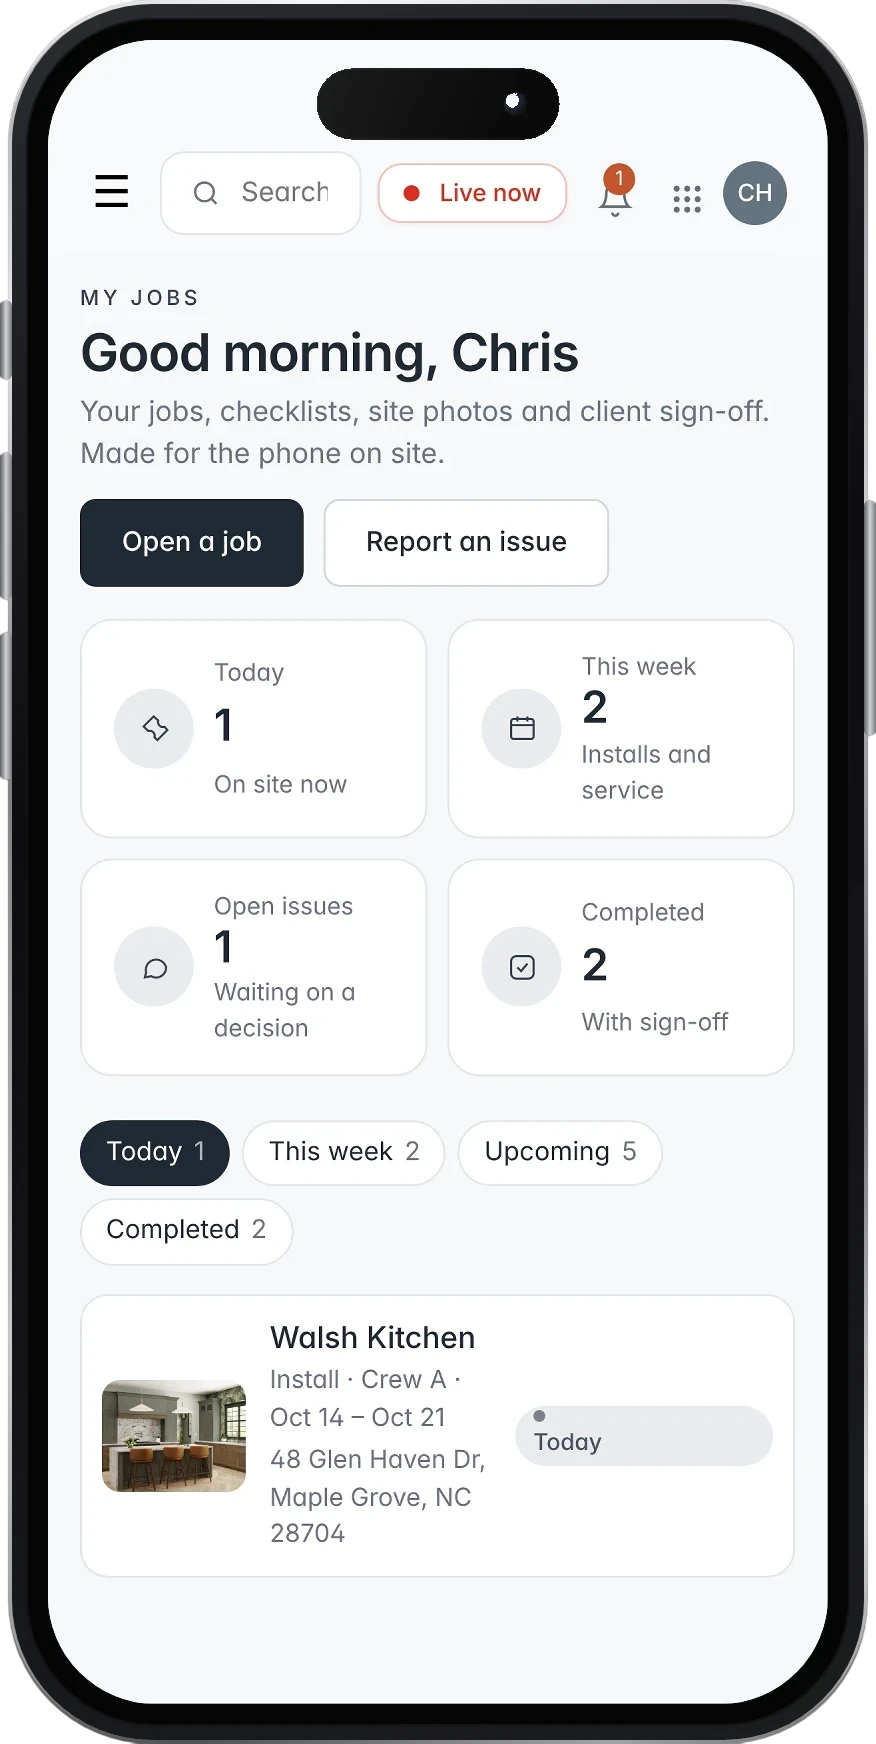 Search
Live now
1
CH
MY JOBS
Good morning, Chris
Your jobs, checklists, site photos and client sign-off.
Made for the phone on site.
Open a job
Report an issue
Today
1
On site now
This week
2
Installs and
service
Open issues
1
Waiting on a
decision
Completed
2
With sign-off
Today 1
This week 2
Upcoming 5
Completed 2
Walsh Kitchen
Install · Crew A ·
Oct 14 – Oct 21
48 Glen Haven Dr,
Maple Grove, NC
28704
Today